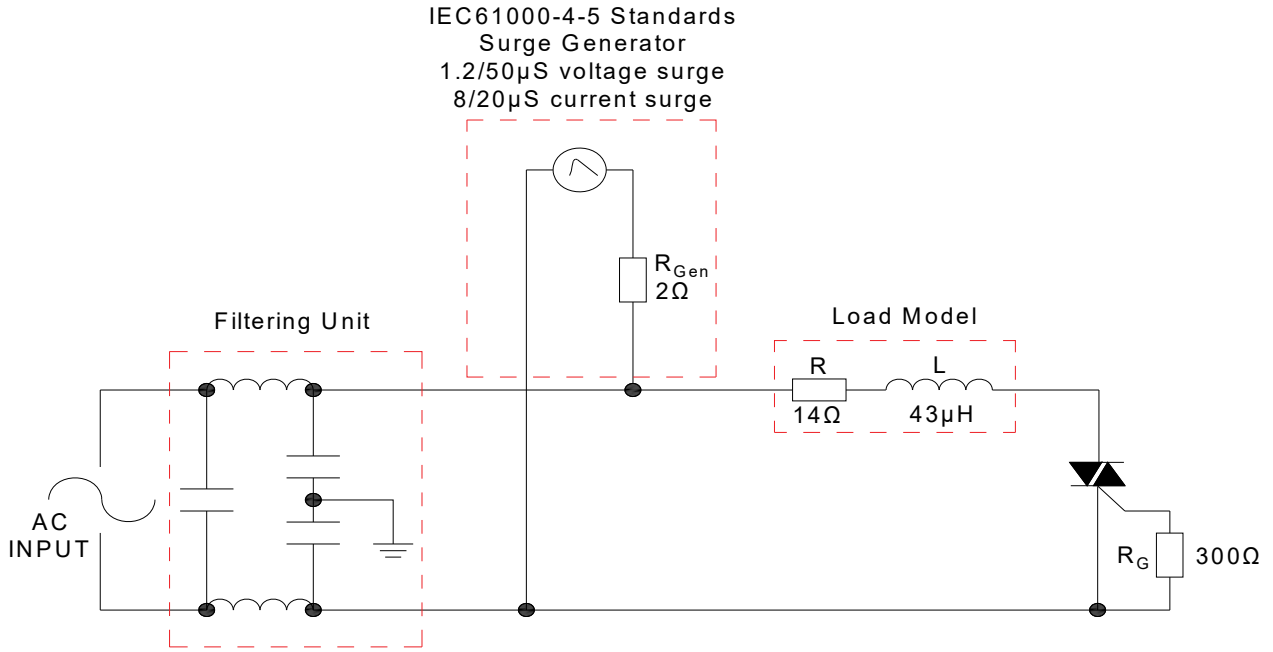 IEC61000-4-5 Standards
Surge Generator
1.2/50µS voltage surge
8/20µS current surge
RGen
2Ω
Filtering Unit
Load Model
R
L
14Ω
43µH
AC
INPUT
RG
300Ω